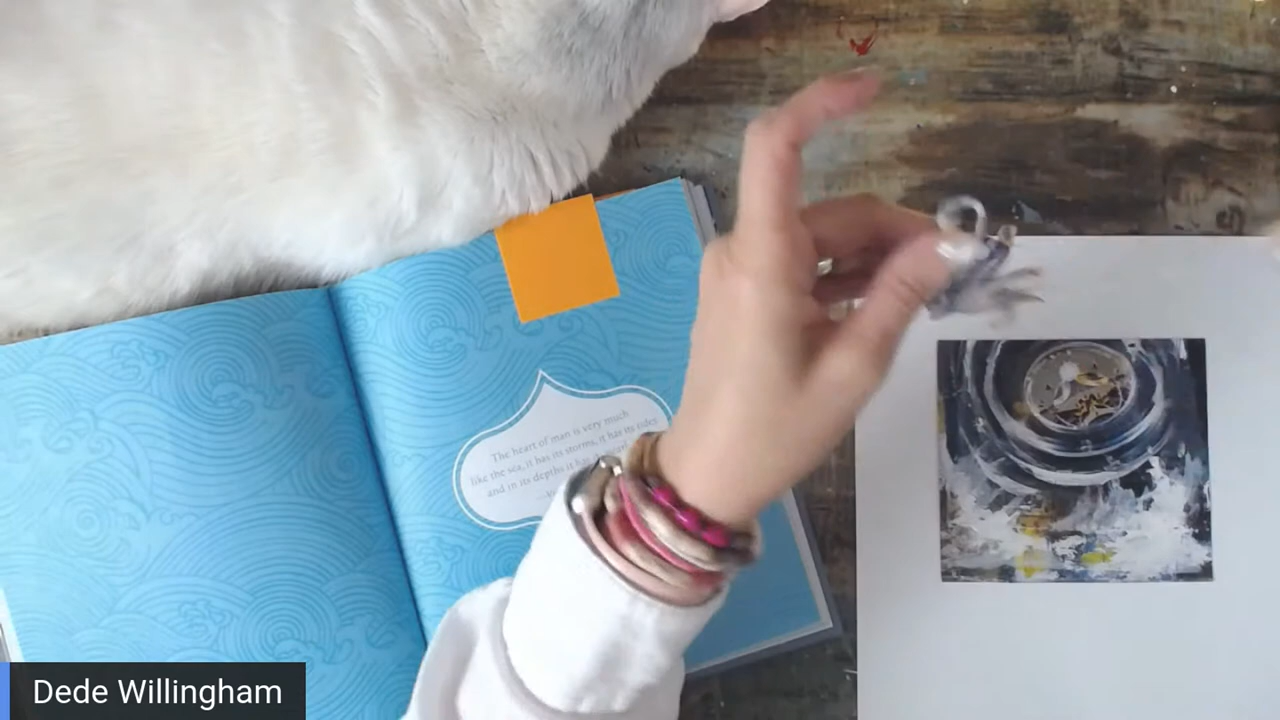 The heart of man is very much
like the sea, it has its storms, it has its tides
and in its depths it has
Dede Willingham